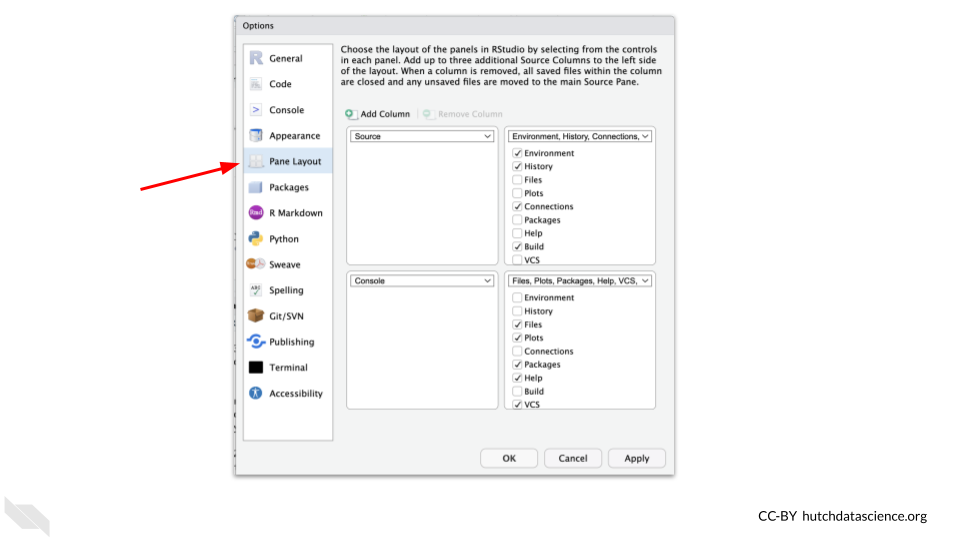 Options
General
Code
Console
Appearance
Pane Layout
Packages
R Markdown
Python
Sweave
Spelling
Git/SVN
Publishing
Terminal
Accessibility
Choose the layout of the panels in RStudio by selecting from the controls
in each panel. Add up to three additional Source Columns to the left side
of the layout. When a column is removed, all saved files within the column
are closed and any unsaved files are moved to the main Source Pane.
Add Column Remove Column
Source
Environment, History, Connections,
Environment
History
Files
Plots
Connections
Packages
Help
Build
VCS
Console
Files, Plots, Packages, Help, VCS,
Environment
History
Files
Plots
Connections
Packages
Help
Build
VCS
OK Cancel Apply
CC-BY hutchdatascience.org